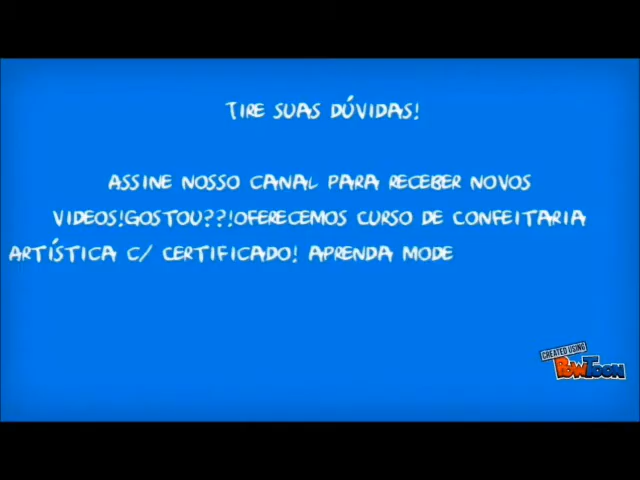 TIRE SUAS DÚVIDAS!
ASSINE NOSSO CANAL PARA RECEBER NOVOS
VIDEOS!GOSTOU??!OFERECEMOS CURSO DE CONFEITARIA
ARTÍSTICA C/ CERTIFICADO! APRENDA MODE
CREATED USING
POWTOON